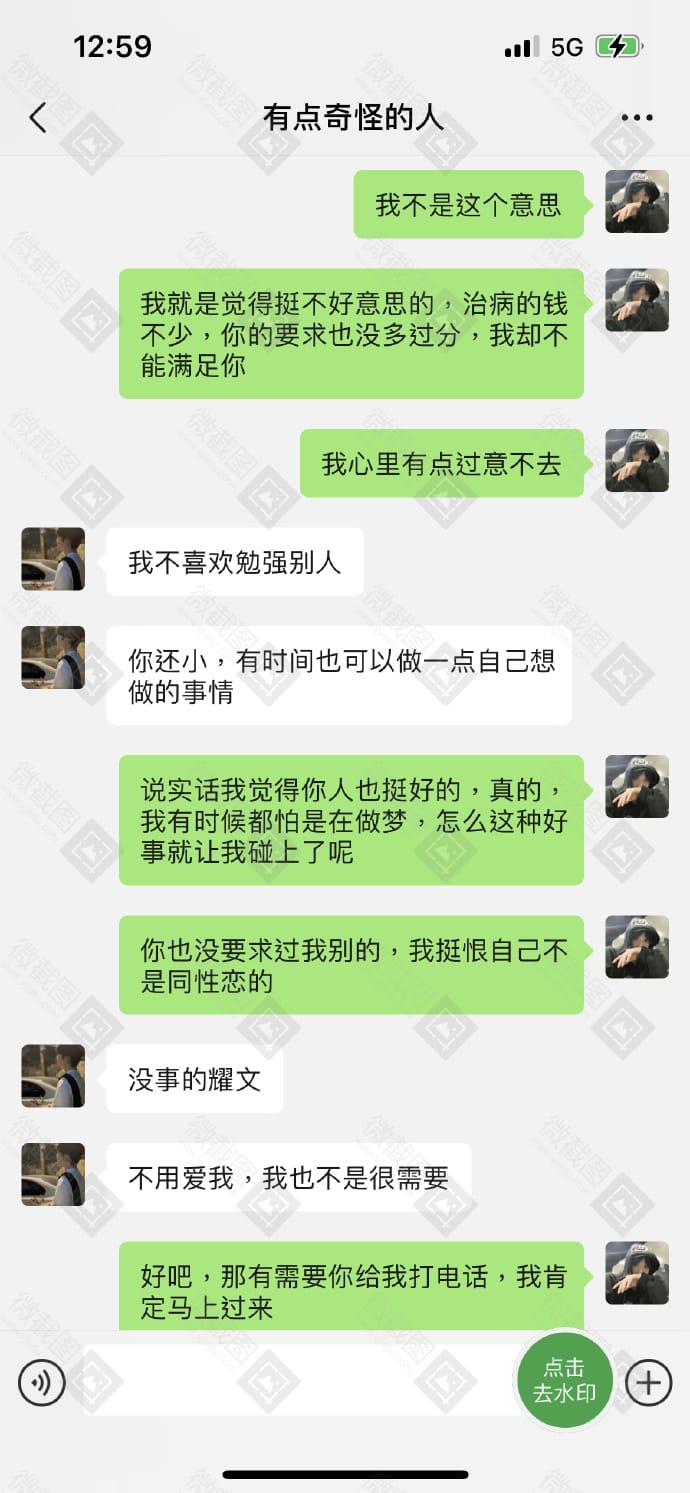 12:59
5G
有点奇怪的人
我不是这个意思
我就是觉得挺不好意思的，治病的钱
不少，你的要求也没多过分，我却不
能满足你
我心里有点过意不去
我不喜欢勉强别人
你还小，有时间也可以做一点自己想
做的事情
说实话我觉得你人也挺好的，真的，
我有时候都怕是在做梦，怎么这种好
事就让我碰上了呢
你也没要求过我别的，我挺恨自己不
是同性恋的
没事的耀文
不用爱我，我也不是很需要
好吧，那有需要你给我打电话，我肯
定马上过来
点击
去水印
微截图